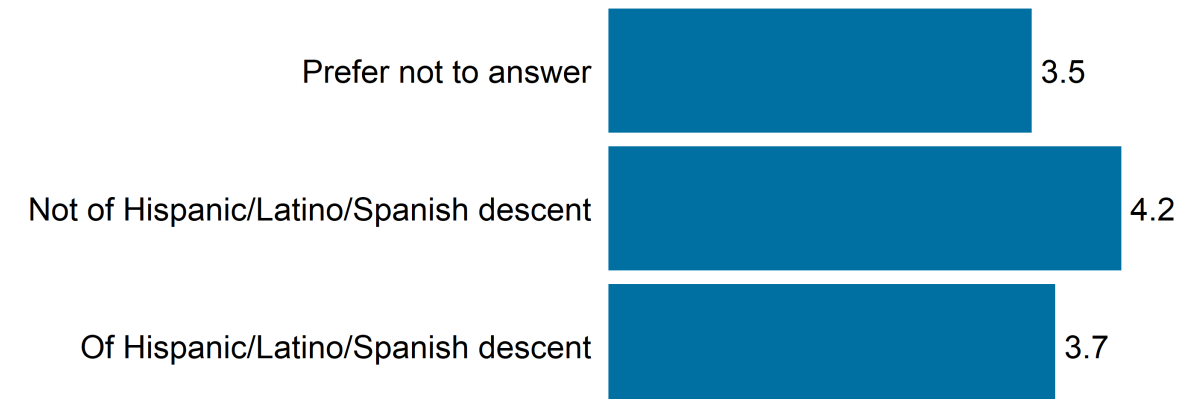 Prefer not to answer 3.5
Not of Hispanic/Latino/Spanish descent 4.2
Of Hispanic/Latino/Spanish descent 3.7